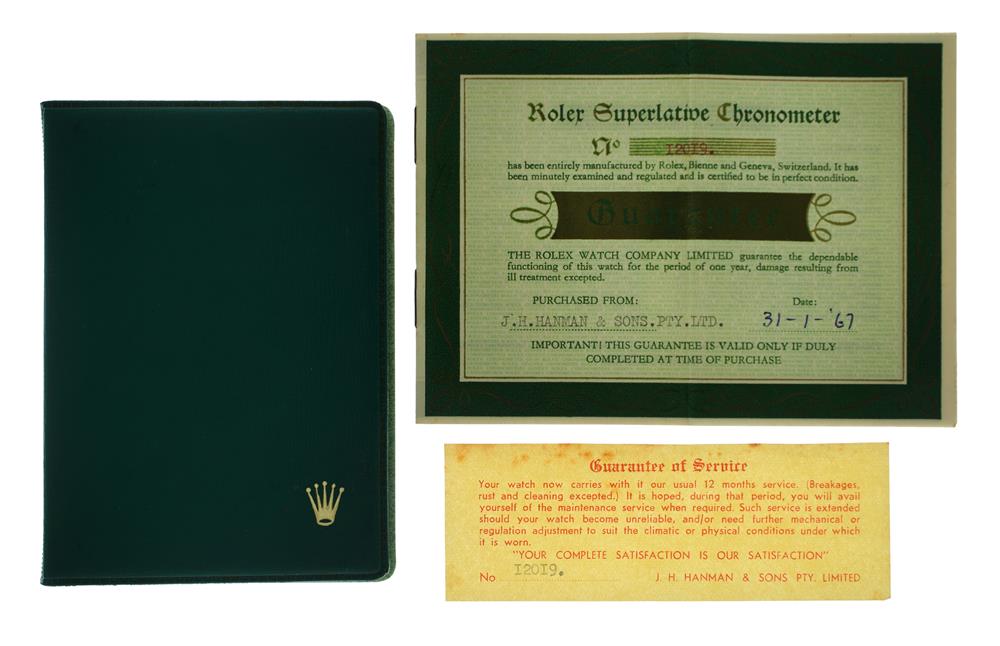 Rolex Superlative Chronometer
No 12019.
has been entirely manufactured by Rolex, Bienne and Geneva, Switzerland. It has
been minutely examined and regulated and is certified to be in perfect condition.
Guarantee
THE ROLEX WATCH COMPANY LIMITED guarantee the dependable
functioning of this watch for the period of one year, damage resulting from
ill treatment excepted.
PURCHASED FROM: Date:
J.H.HANMAN & SONS.PTY.LTD. 31-1-'67
IMPORTANT! THIS GUARANTEE IS VALID ONLY IF DULY
COMPLETED AT TIME OF PURCHASE
Guarantee of Service
Your watch now carries with it our usual 12 months service. (Breakages,
rust and cleaning excepted.) It is hoped, during that period, you will avail
yourself of the maintenance service when required. Such service is extended
should your watch become unreliable, and/or need further mechanical or
regulation adjustment to suit the climatic or physical conditions under which
it is worn.
"YOUR COMPLETE SATISFACTION IS OUR SATISFACTION"
No 12019. J. H. HANMAN & SONS PTY. LIMITED